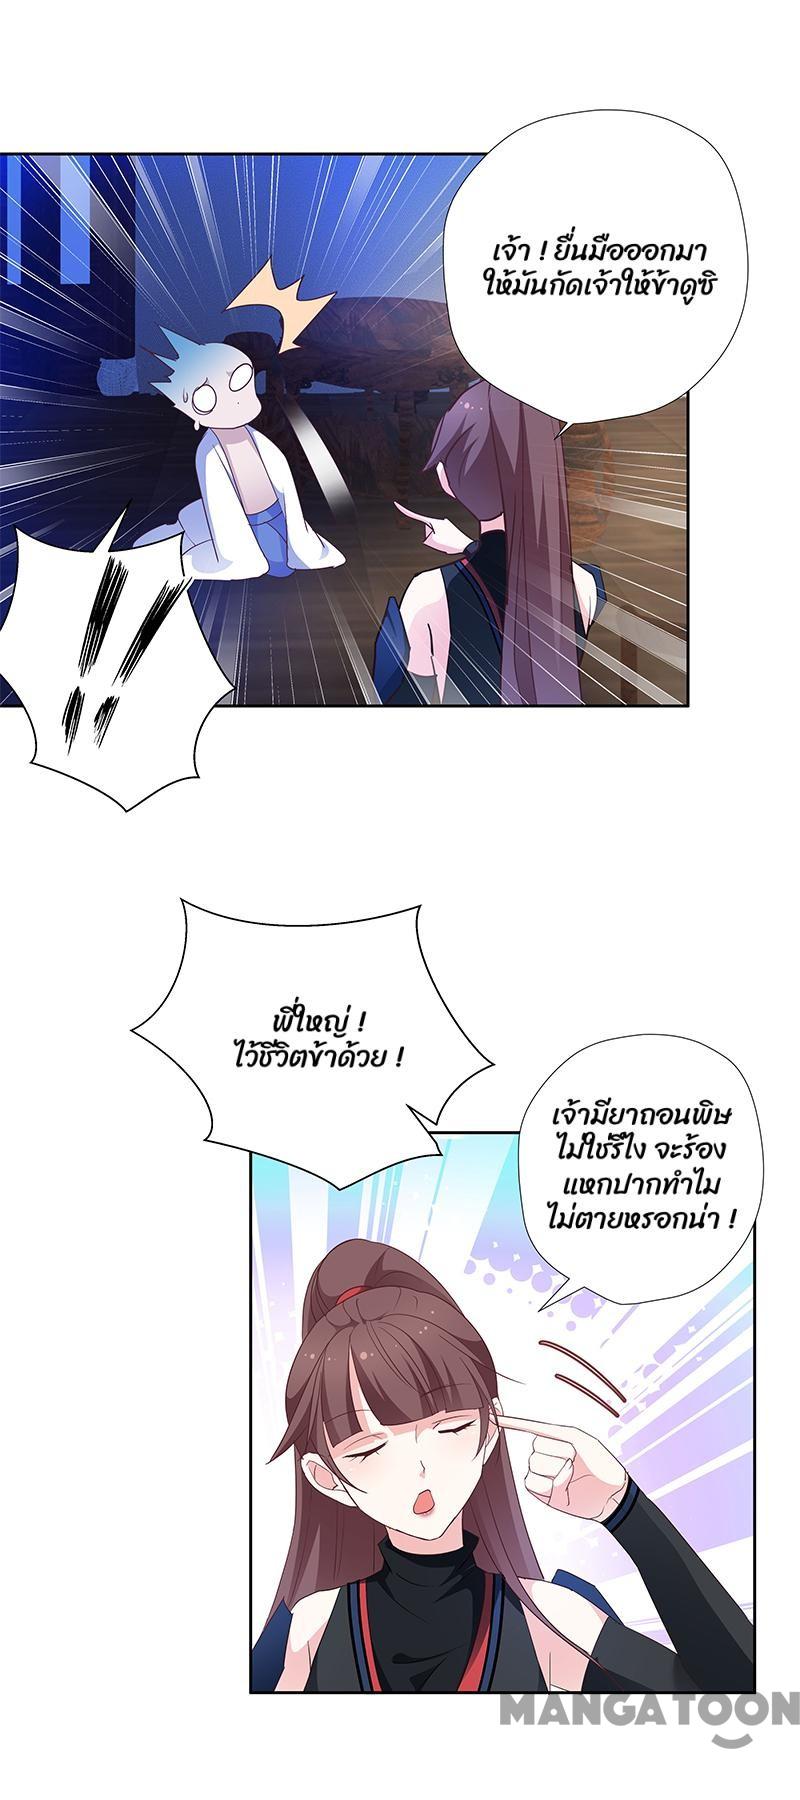 เจ้า ! ยื่นมือออกมา
ให้มันกัดเจ้าให้ข้าดูซิ
!!
พี่ใหญ่ !
ไว้ชีวิตข้าด้วย !
เจ้ามียาถอนพิษ
ไม่ใช่รึไง จะร้อง
แหกปากทำไม
ไม่ตายหรอกน่า !
MANGATOON